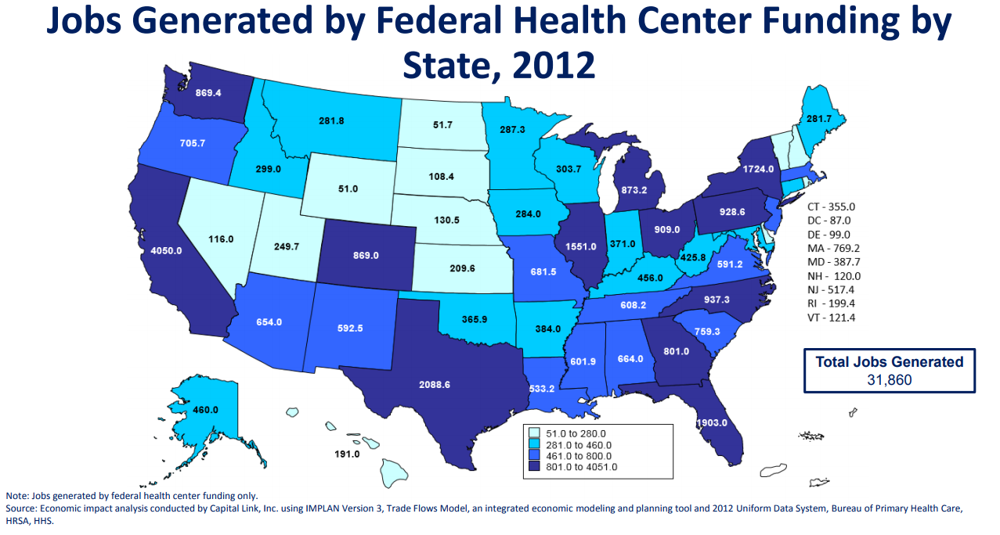 Jobs Generated by Federal Health Center Funding by
State, 2012
869.4
705.7
4050.0
116.0
299.0
281.8
51.0
249.7
869.0
654.0
592.5
51.7
108.4
130.5
209.6
365.9
2088.6
287.3
284.0
681.5
384.0
533.2
303.7
1551.0
873.2
371.0
909.0
456.0
608.2
601.9
664.0
801.0
1903.0
759.3
937.3
591.2
425.8
928.6
1724.0
281.7
460.0
191.0
CT - 355.0
DC - 87.0
DE - 99.0
MA - 769.2
MD - 387.7
NH - 120.0
NJ - 517.4
RI - 199.4
VT - 121.4
Total Jobs Generated
31,860
51.0 to 280.0
281.0 to 460.0
461.0 to 800.0
801.0 to 4051.0
Note: Jobs generated by federal health center funding only.
Source: Economic impact analysis conducted by Capital Link, Inc. using IMPLAN Version 3, Trade Flows Model, an integrated economic modeling and planning tool and 2012 Uniform Data System, Bureau of Primary Health Care,
HRSA, HHS.